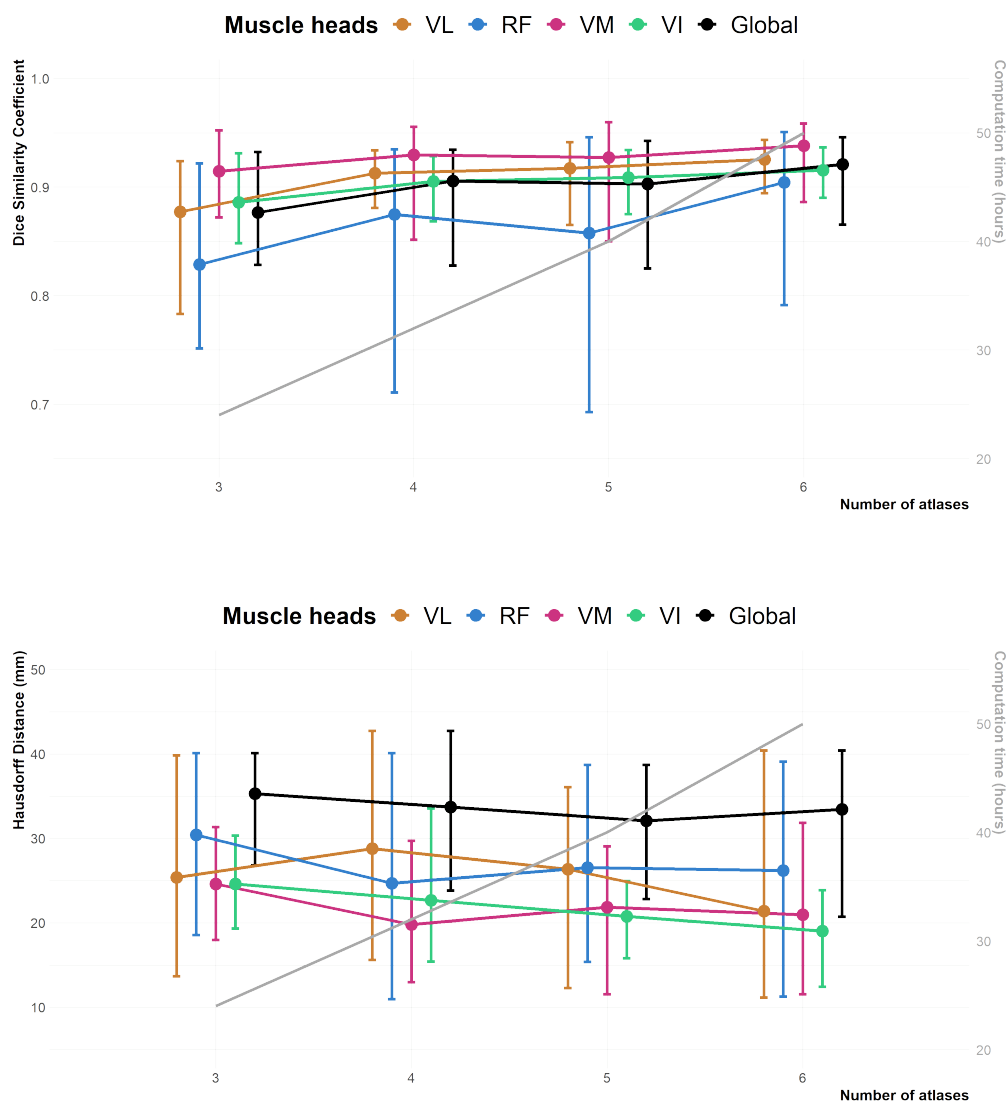 Muscle heads VL RF VM VI Global
Dice Similarity Coefficient
1.0
0.9
0.8
0.7
Computation time (hours)
50
40
30
20
3 4 5 6
Number of atlases
Muscle heads VL RF VM VI Global
Hausdorff Distance (mm)
50
40
30
20
10
Computation time (hours)
50
40
30
20
3 4 5 6
Number of atlases